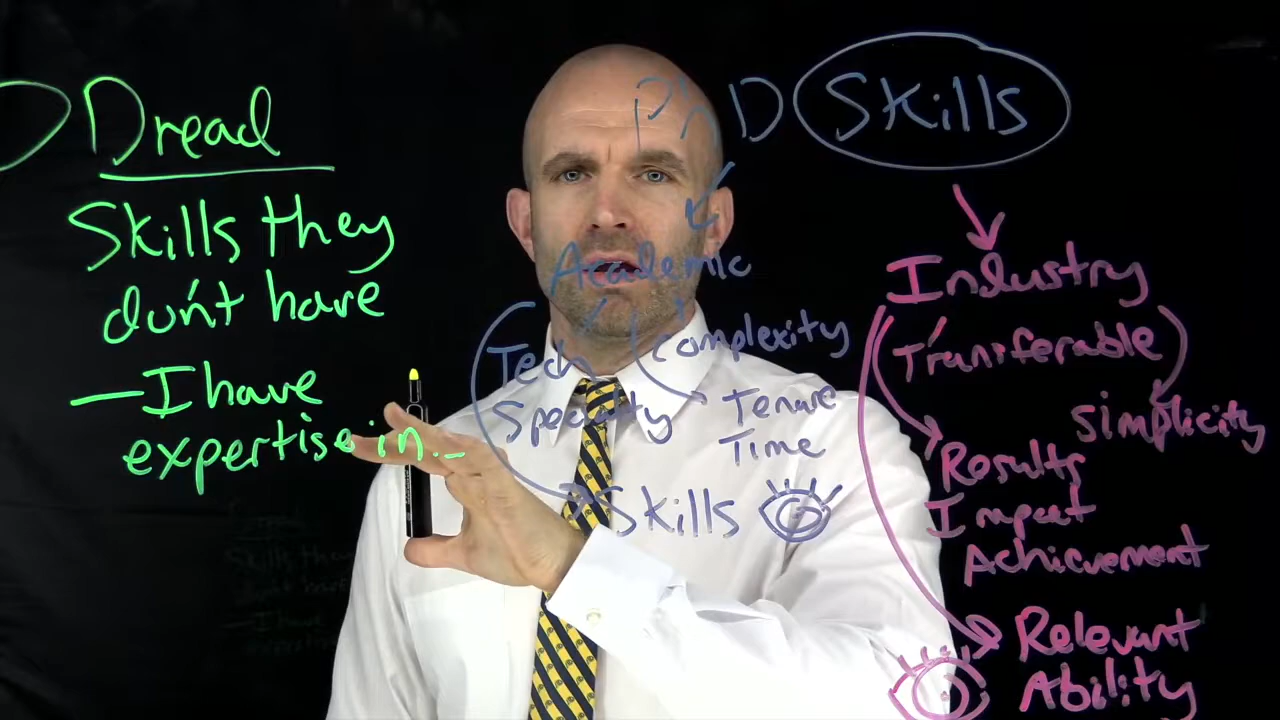 Dread
Skills they
don't have
— I have
expertise in...
PhD Skills
Academic
Tech
Specialty
Complexity
Tenure
Time
Skills
Industry
Transferable
simplicity
Results
Impact
Achievement
Relevant
Ability